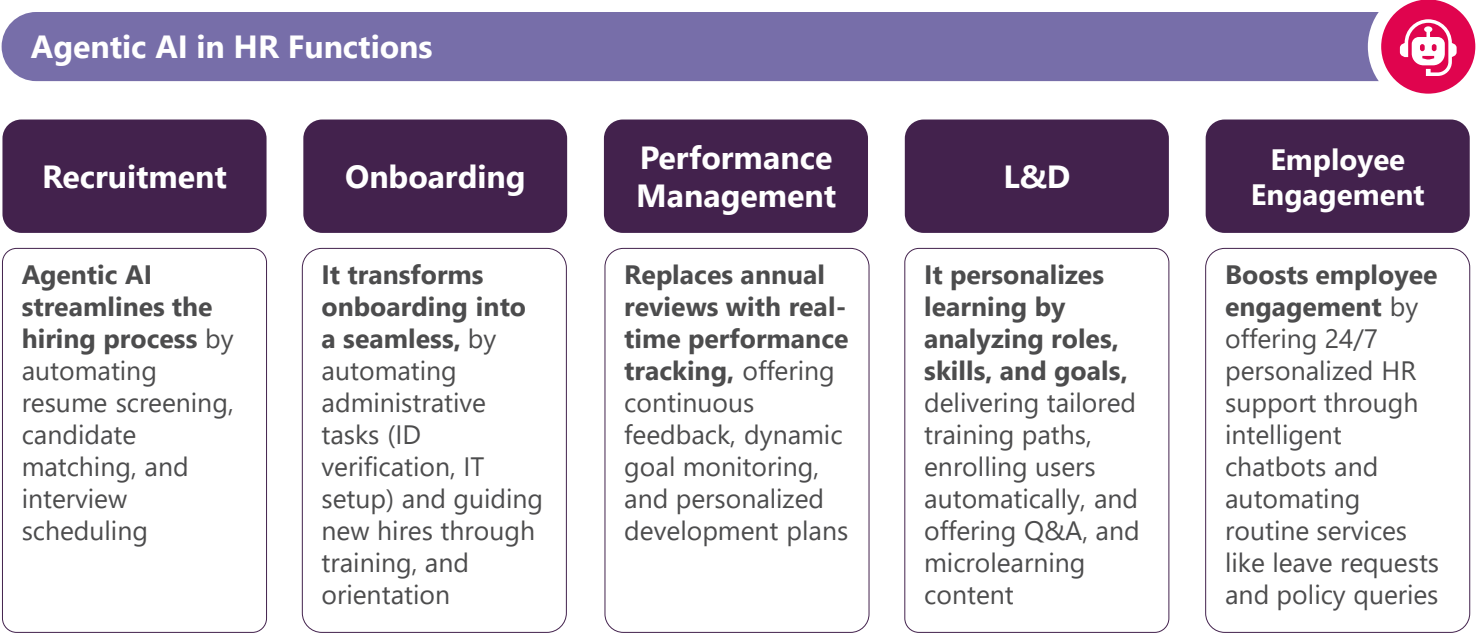 Agentic AI in HR Functions
Recruitment
Agentic AI
streamlines the
hiring process by
automating
resume screening,
candidate
matching, and
interview
scheduling
Onboarding
It transforms
onboarding into
a seamless, by
automating
administrative
tasks (ID
verification, IT
setup) and guiding
new hires through
training, and
orientation
Performance
Management
Replaces annual
reviews with real-
time performance
tracking, offering
continuous
feedback, dynamic
goal monitoring,
and personalized
development plans
L&D
It personalizes
learning by
analyzing roles,
skills, and goals,
delivering tailored
training paths,
enrolling users
automatically, and
offering Q&A, and
microlearning
content
Employee
Engagement
Boosts employee
engagement by
offering 24/7
personalized HR
support through
intelligent
chatbots and
automating
routine services
like leave requests
and policy queries